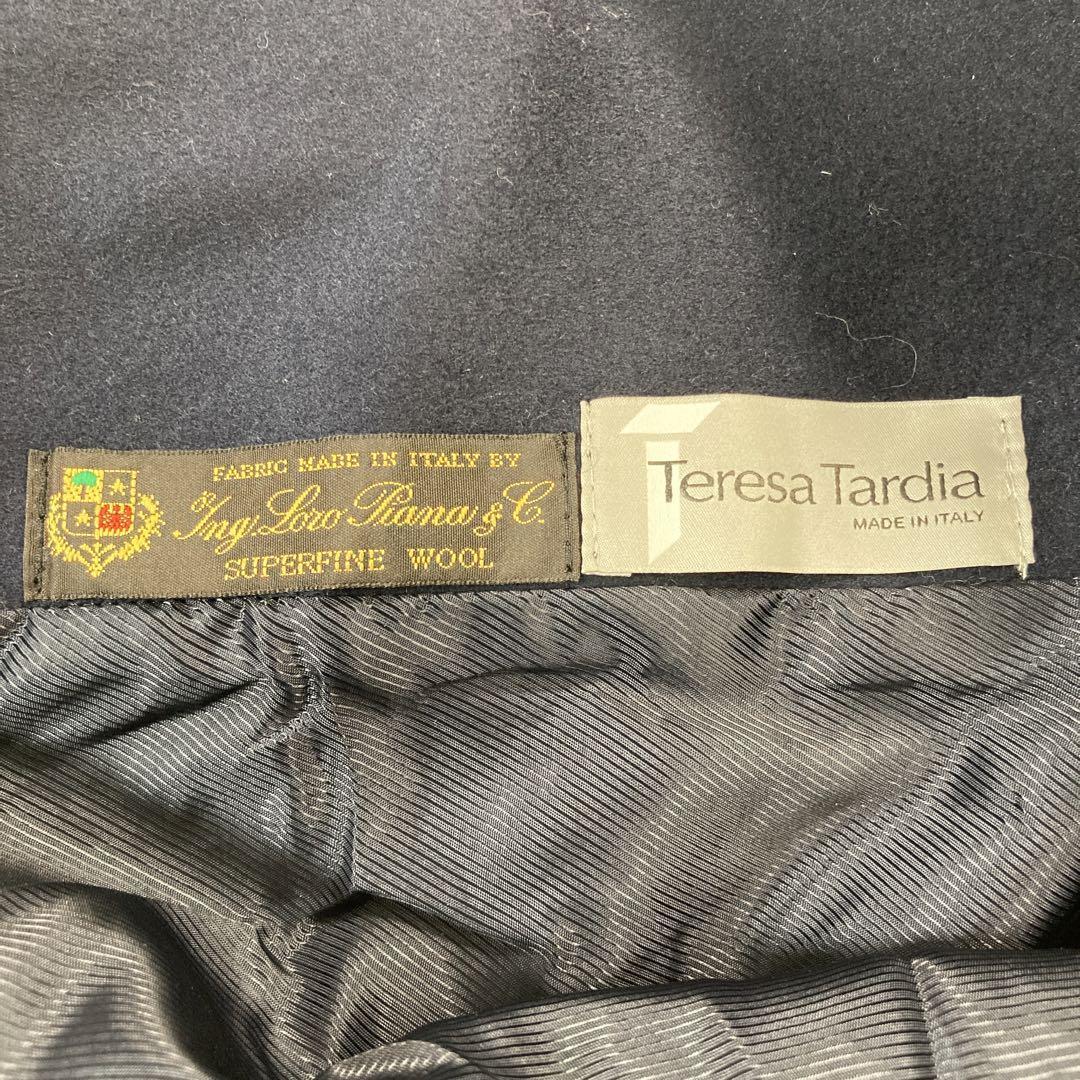 FABRIC MADE IN ITALY BY
Ing. Loro Piana & C.
SUPERFINE WOOL
Teresa Tardia
MADE IN ITALY